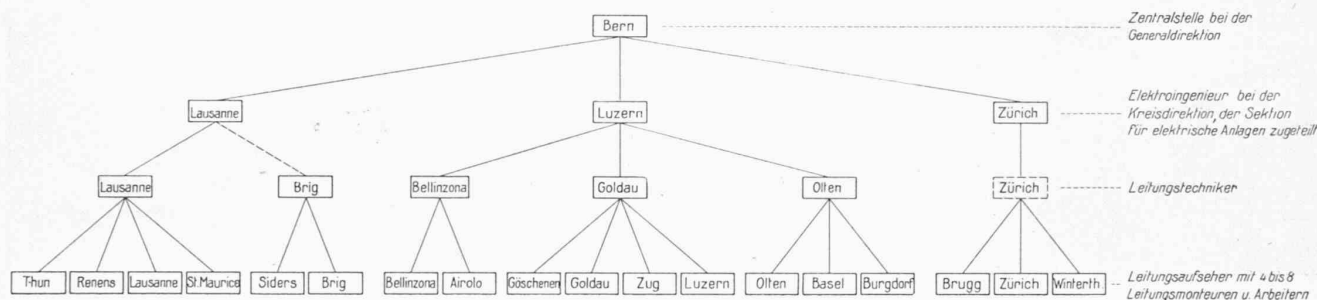 Bern
Zentralstelle bei der
Generaldirektion
Lausanne
Luzern
Zürich
Elektroingenieur bei der
Kreisdirektion, der Sektion
für elektrische Anlagen zugeteilt
Lausanne
Brig
Bellinzona
Goldau
Olten
Zürich
Leitungstechniker
Thun
Renens
Lausanne
St.Maurice
Siders
Brig
Bellinzona
Airolo
Göschenen
Goldau
Zug
Luzern
Olten
Basel
Burgdorf
Brugg
Zürich
Winterth.
Leitungsaufseher mit 4 bis 8
Leitungsmonteuren u. Arbeitern